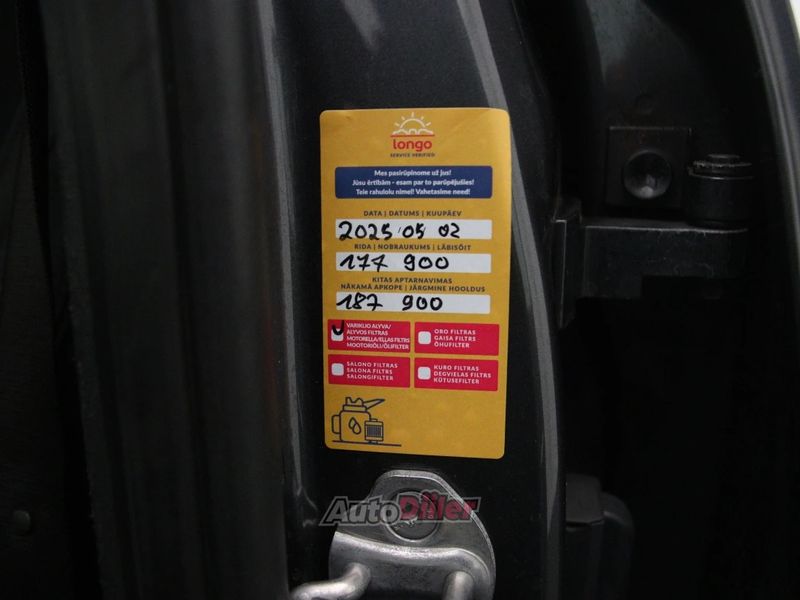 longo
SERVICE VERIFIED
Mes pasirūpinome už jus!
Jūsu ērtībām - esam par to parūpējušies!
Teie rahulolu nimel! Vahetasime need!
DATA | DATUMS | KUUPÄEV
2025 05 02
RIDA | NOBRAUKUMS | LÄBISÕIT
177 900
KITAS APTARNAVIMAS
NĀKAMĀ APKOPE | JÄRGMINE HOOLDUS
187 900
VARIKLIO ALYVA/
ALYVOS FILTRAS
MOTOREĻĻA/EĻĻAS FILTRS
MOOTORIÕLI/ÕLIFILTER
ORO FILTRAS
GAISA FILTRS
ÕHUFILTER
SALONO FILTRAS
SALONA FILTRS
SALONGIFILTER
KURO FILTRAS
DEGVIELAS FILTRS
KÜTUSEFILTER
AutoDiler